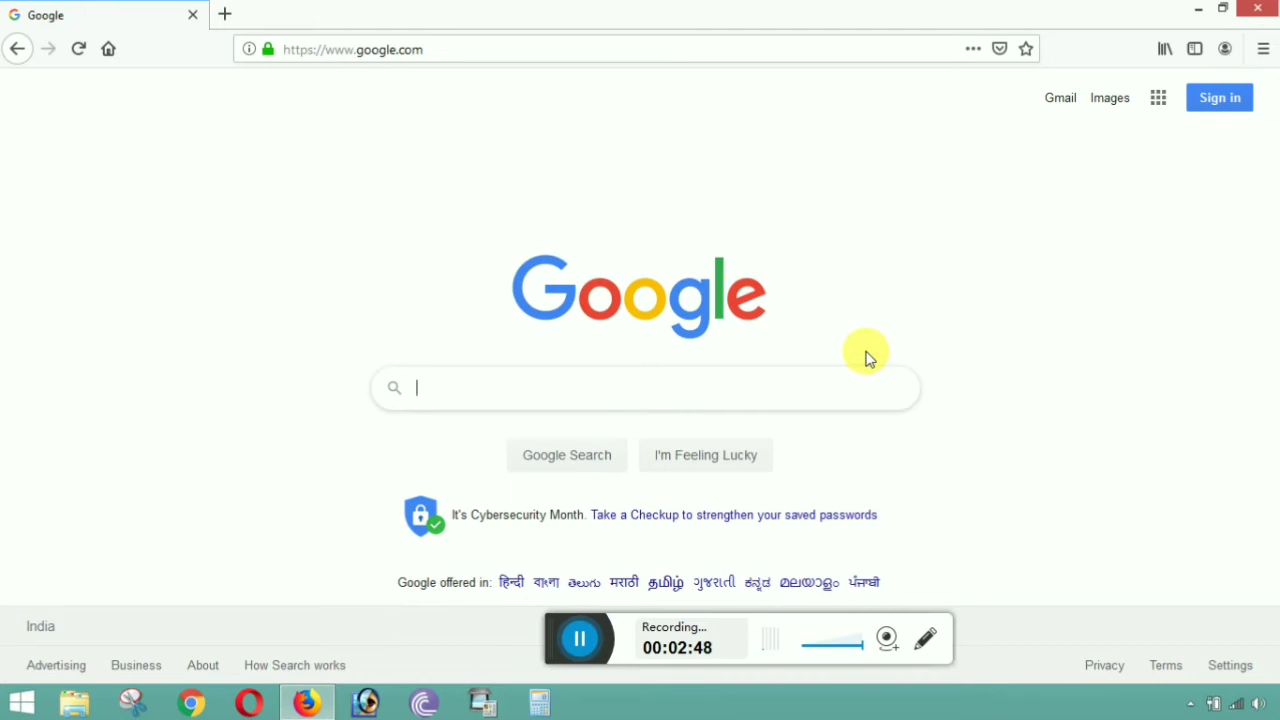 Google
https://www.google.com
Gmail Images Sign in
Google
Google Search I'm Feeling Lucky
It's Cybersecurity Month. Take a Checkup to strengthen your saved passwords
Google offered in: हिन्दी বাংলা తెలుగు मराठी தமிழ் ગુજરાતી ಕನ್ನಡ മലയാളം ਪੰਜਾਬੀ
India
Recording...
00:02:48
Advertising Business About How Search works Privacy Terms Settings